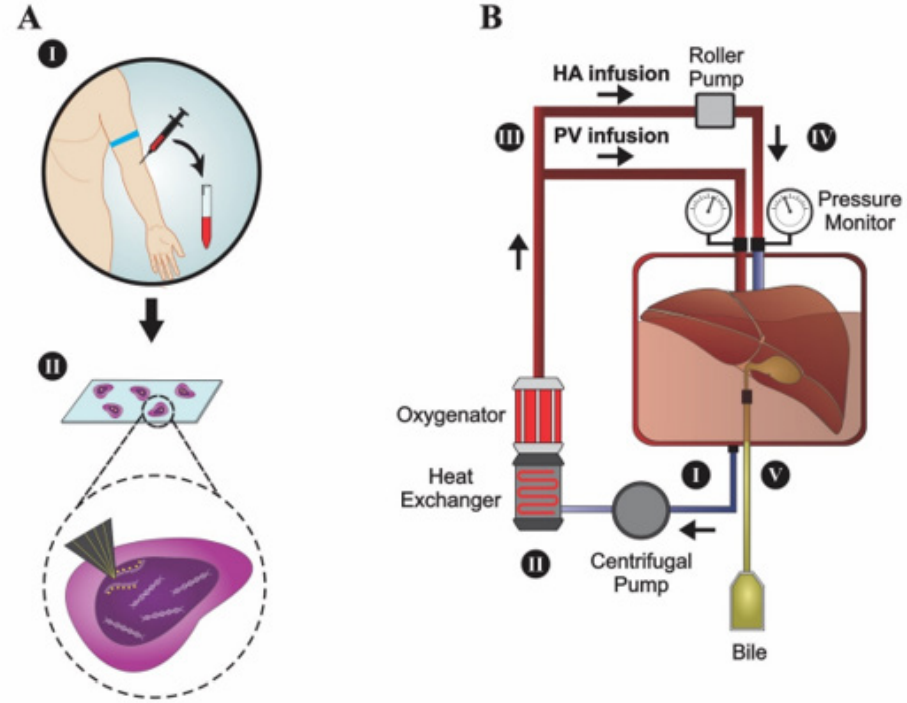 A
I
II
B
Roller
Pump
HA infusion
III
PV infusion
IV
Pressure
Monitor
Oxygenator
Heat
Exchanger
I
V
II
Centrifugal
Pump
Bile